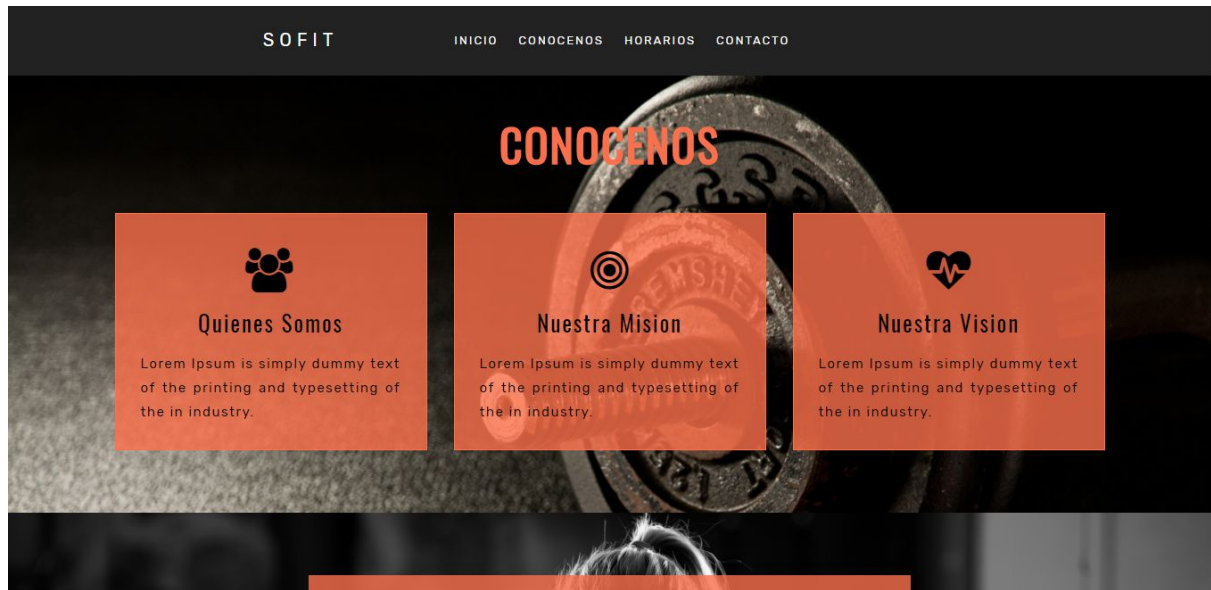 SOFIT
INICIO CONOCENOS HORARIOS CONTACTO
CONOCENOS
Quienes Somos
Lorem Ipsum is simply dummy text
of the printing and typesetting of
the in industry.
Nuestra Mision
Lorem Ipsum is simply dummy text
of the printing and typesetting of
the in industry.
Nuestra Vision
Lorem Ipsum is simply dummy text
of the printing and typesetting of
the in industry.